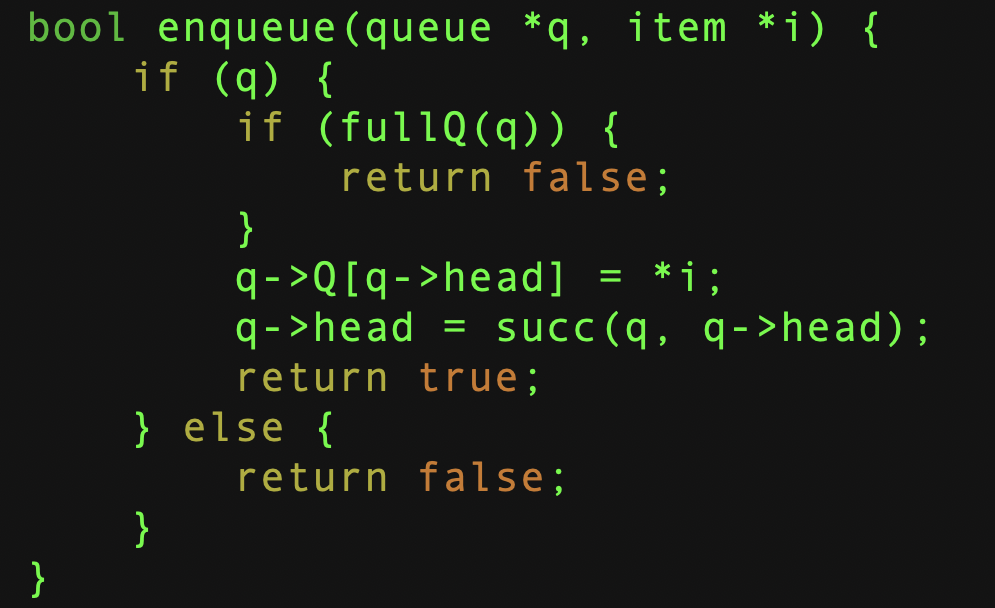 bool enqueue(queue *q, item *i) {
    if (q) {
        if (fullQ(q)) {
            return false;
        }
        q->Q[q->head] = *i;
        q->head = succ(q, q->head);
        return true;
    } else {
        return false;
    }
}